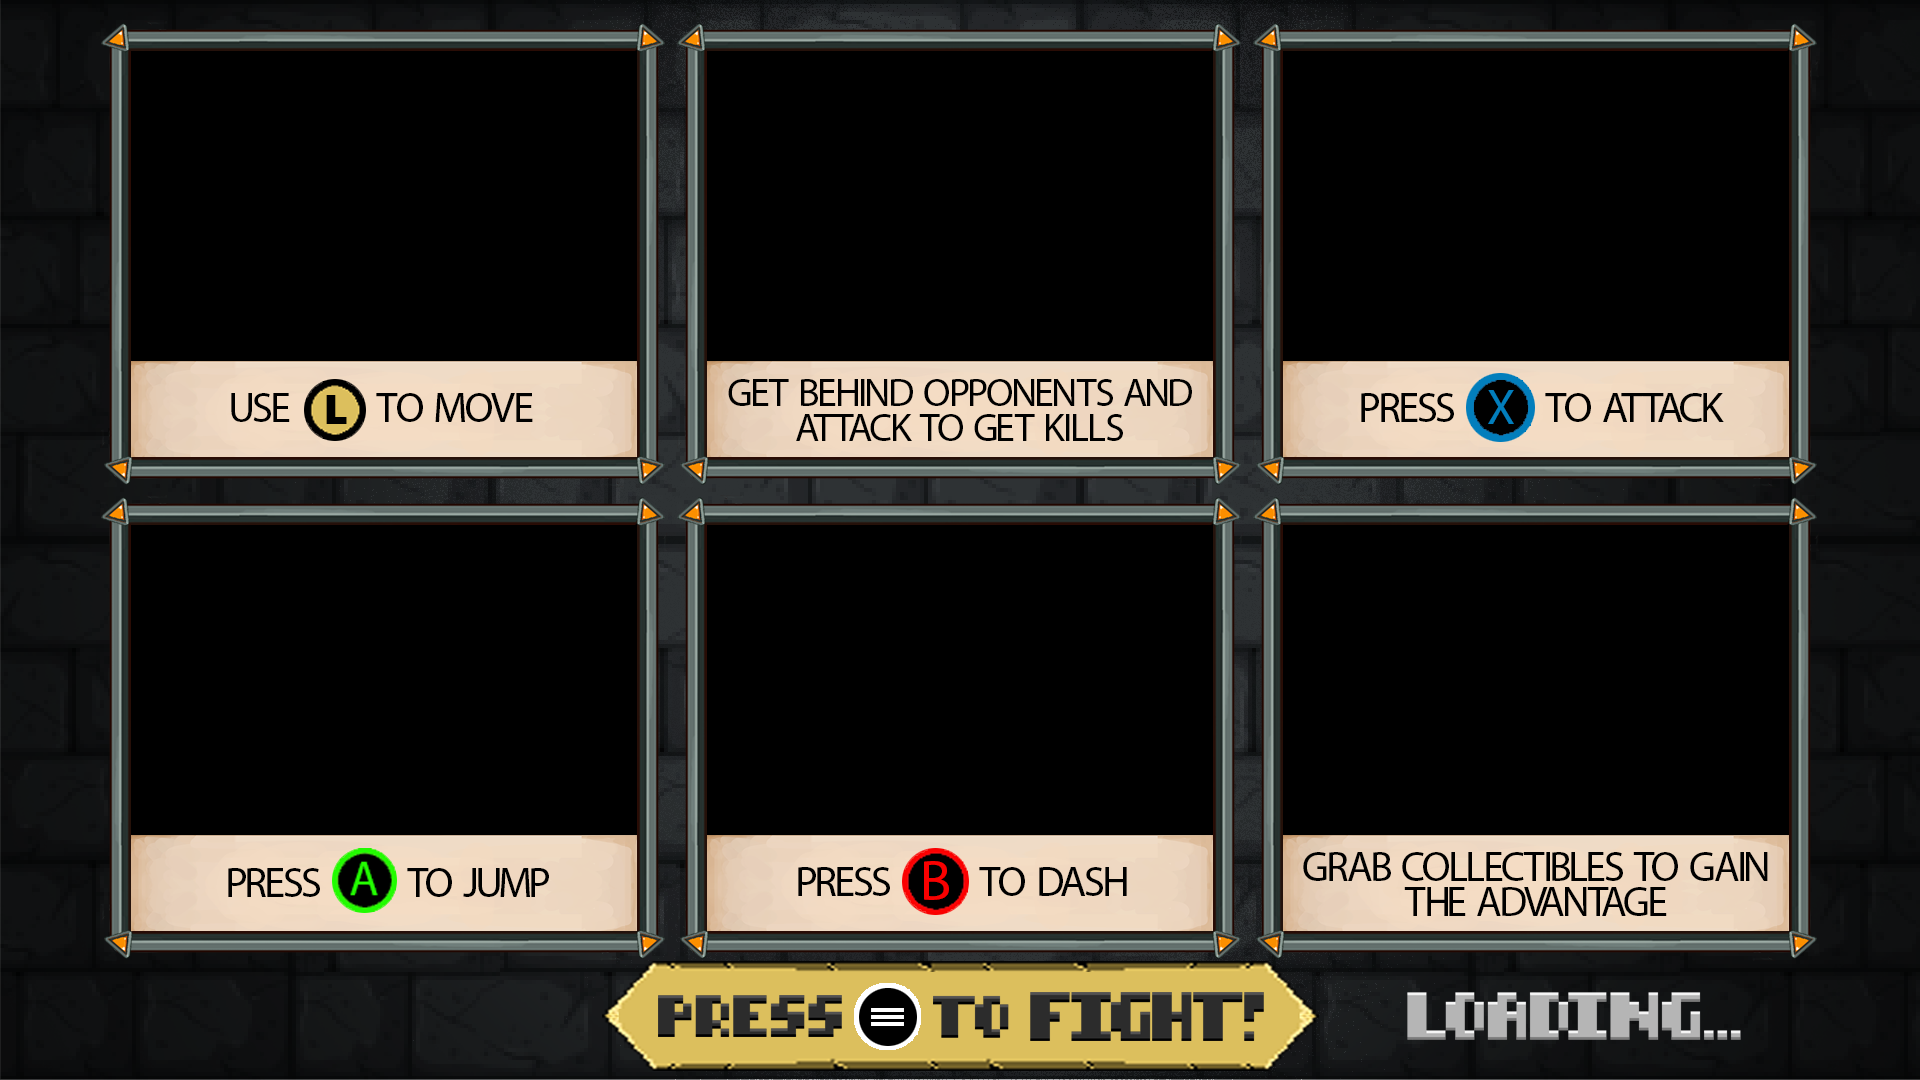 USE L TO MOVE
GET BEHIND OPPONENTS AND
ATTACK TO GET KILLS
PRESS X TO ATTACK
PRESS A TO JUMP
PRESS B TO DASH
GRAB COLLECTIBLES TO GAIN
THE ADVANTAGE
PRESS TO FIGHT!
LOADING...